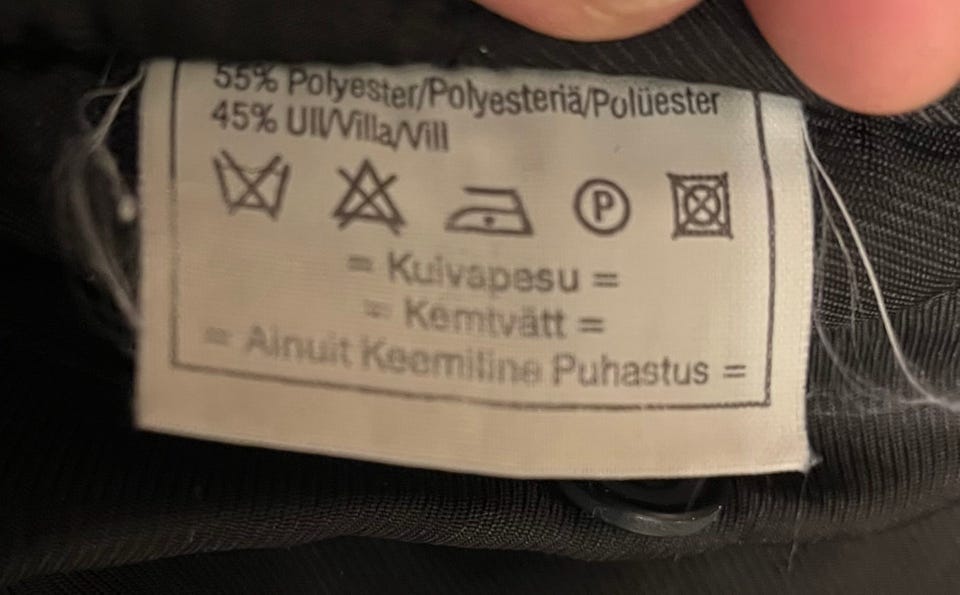 55% Polyester/Polyesteriä/Polüester
45% Ull/Villa/Vill
P
= Kuivapesu =
= Kemtvätt =
= Ainuit Keemiline Puhastus =